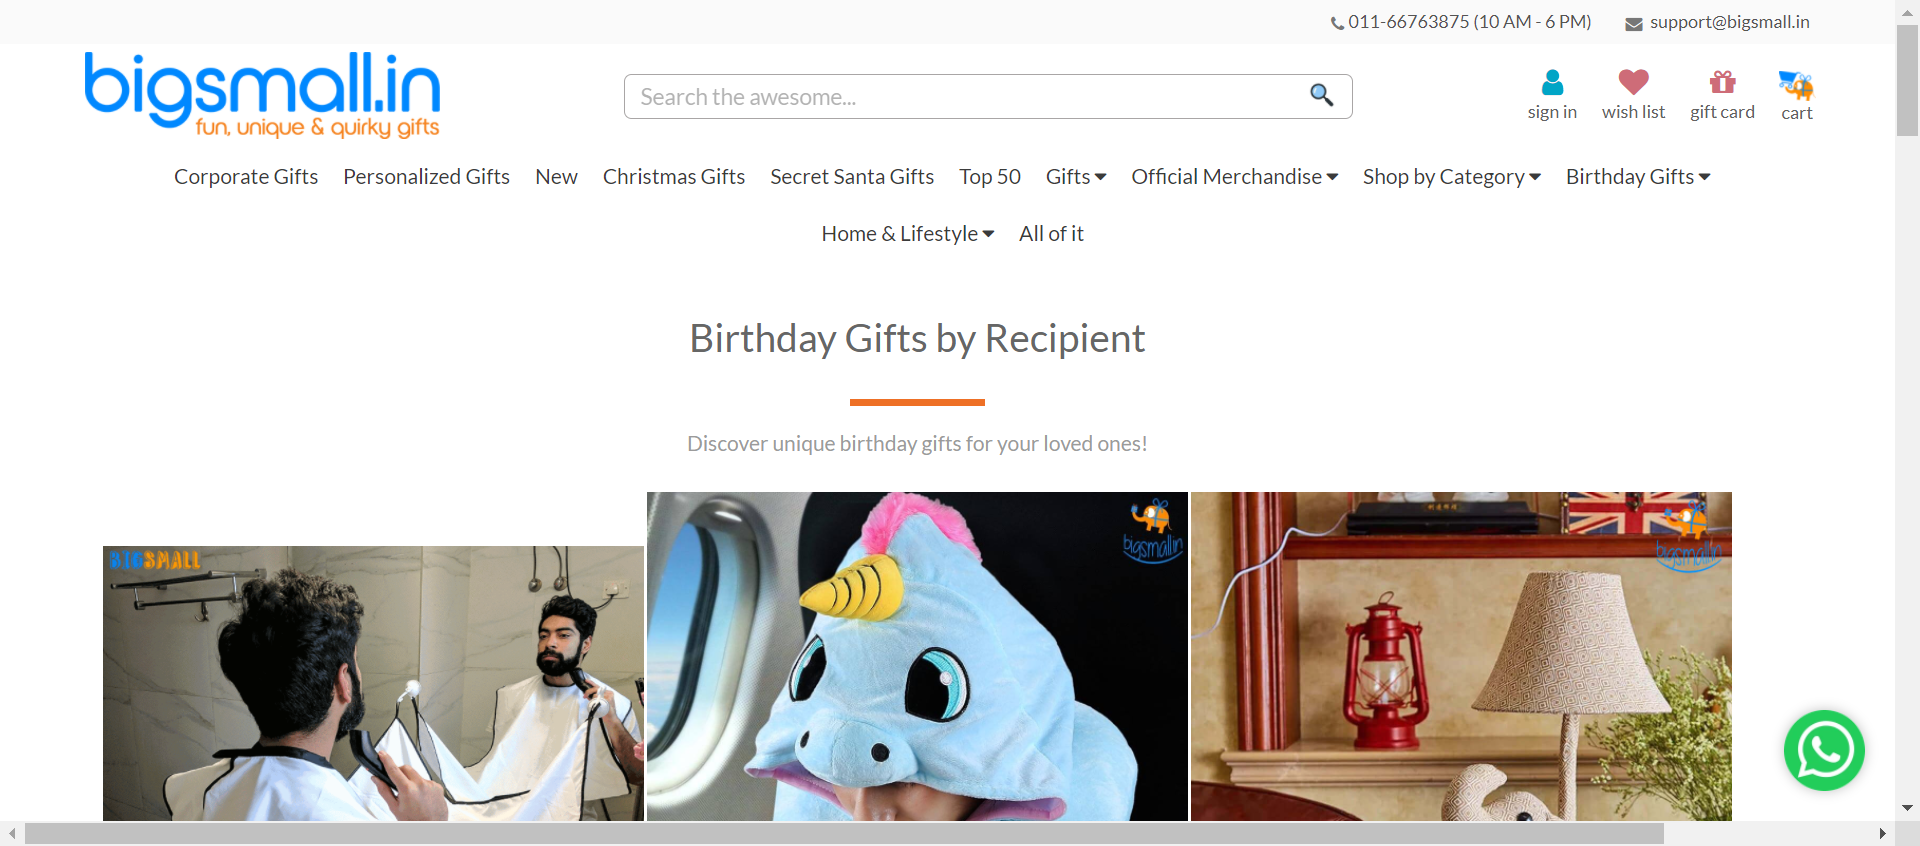 011-66763875 (10 AM - 6 PM) support@bigsmall.in
bigsmall.in
fun, unique & quirky gifts
Search the awesome...
sign in wish list gift card cart
Corporate Gifts Personalized Gifts New Christmas Gifts Secret Santa Gifts Top 50 Gifts Official Merchandise Shop by Category Birthday Gifts
Home & Lifestyle All of it
Birthday Gifts by Recipient
Discover unique birthday gifts for your loved ones!
BIGSMALL
bigsmall.in
bigsmall.in